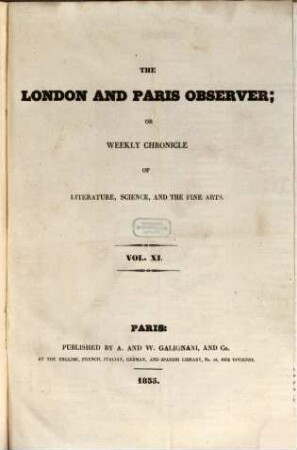 THE
LONDON AND PARIS OBSERVER;
OR
WEEKLY CHRONICLE
OF
LITERATURE, SCIENCE, AND THE FINE ARTS.
VOL. XI.
PARIS:
PUBLISHED BY A. AND W. GALIGNANI, AND Co.
AT THE ENGLISH, FRENCH, ITALIAN, GERMAN, AND SPANISH LIBRARY, No. 18, RUE VIVIENNE.
1835.